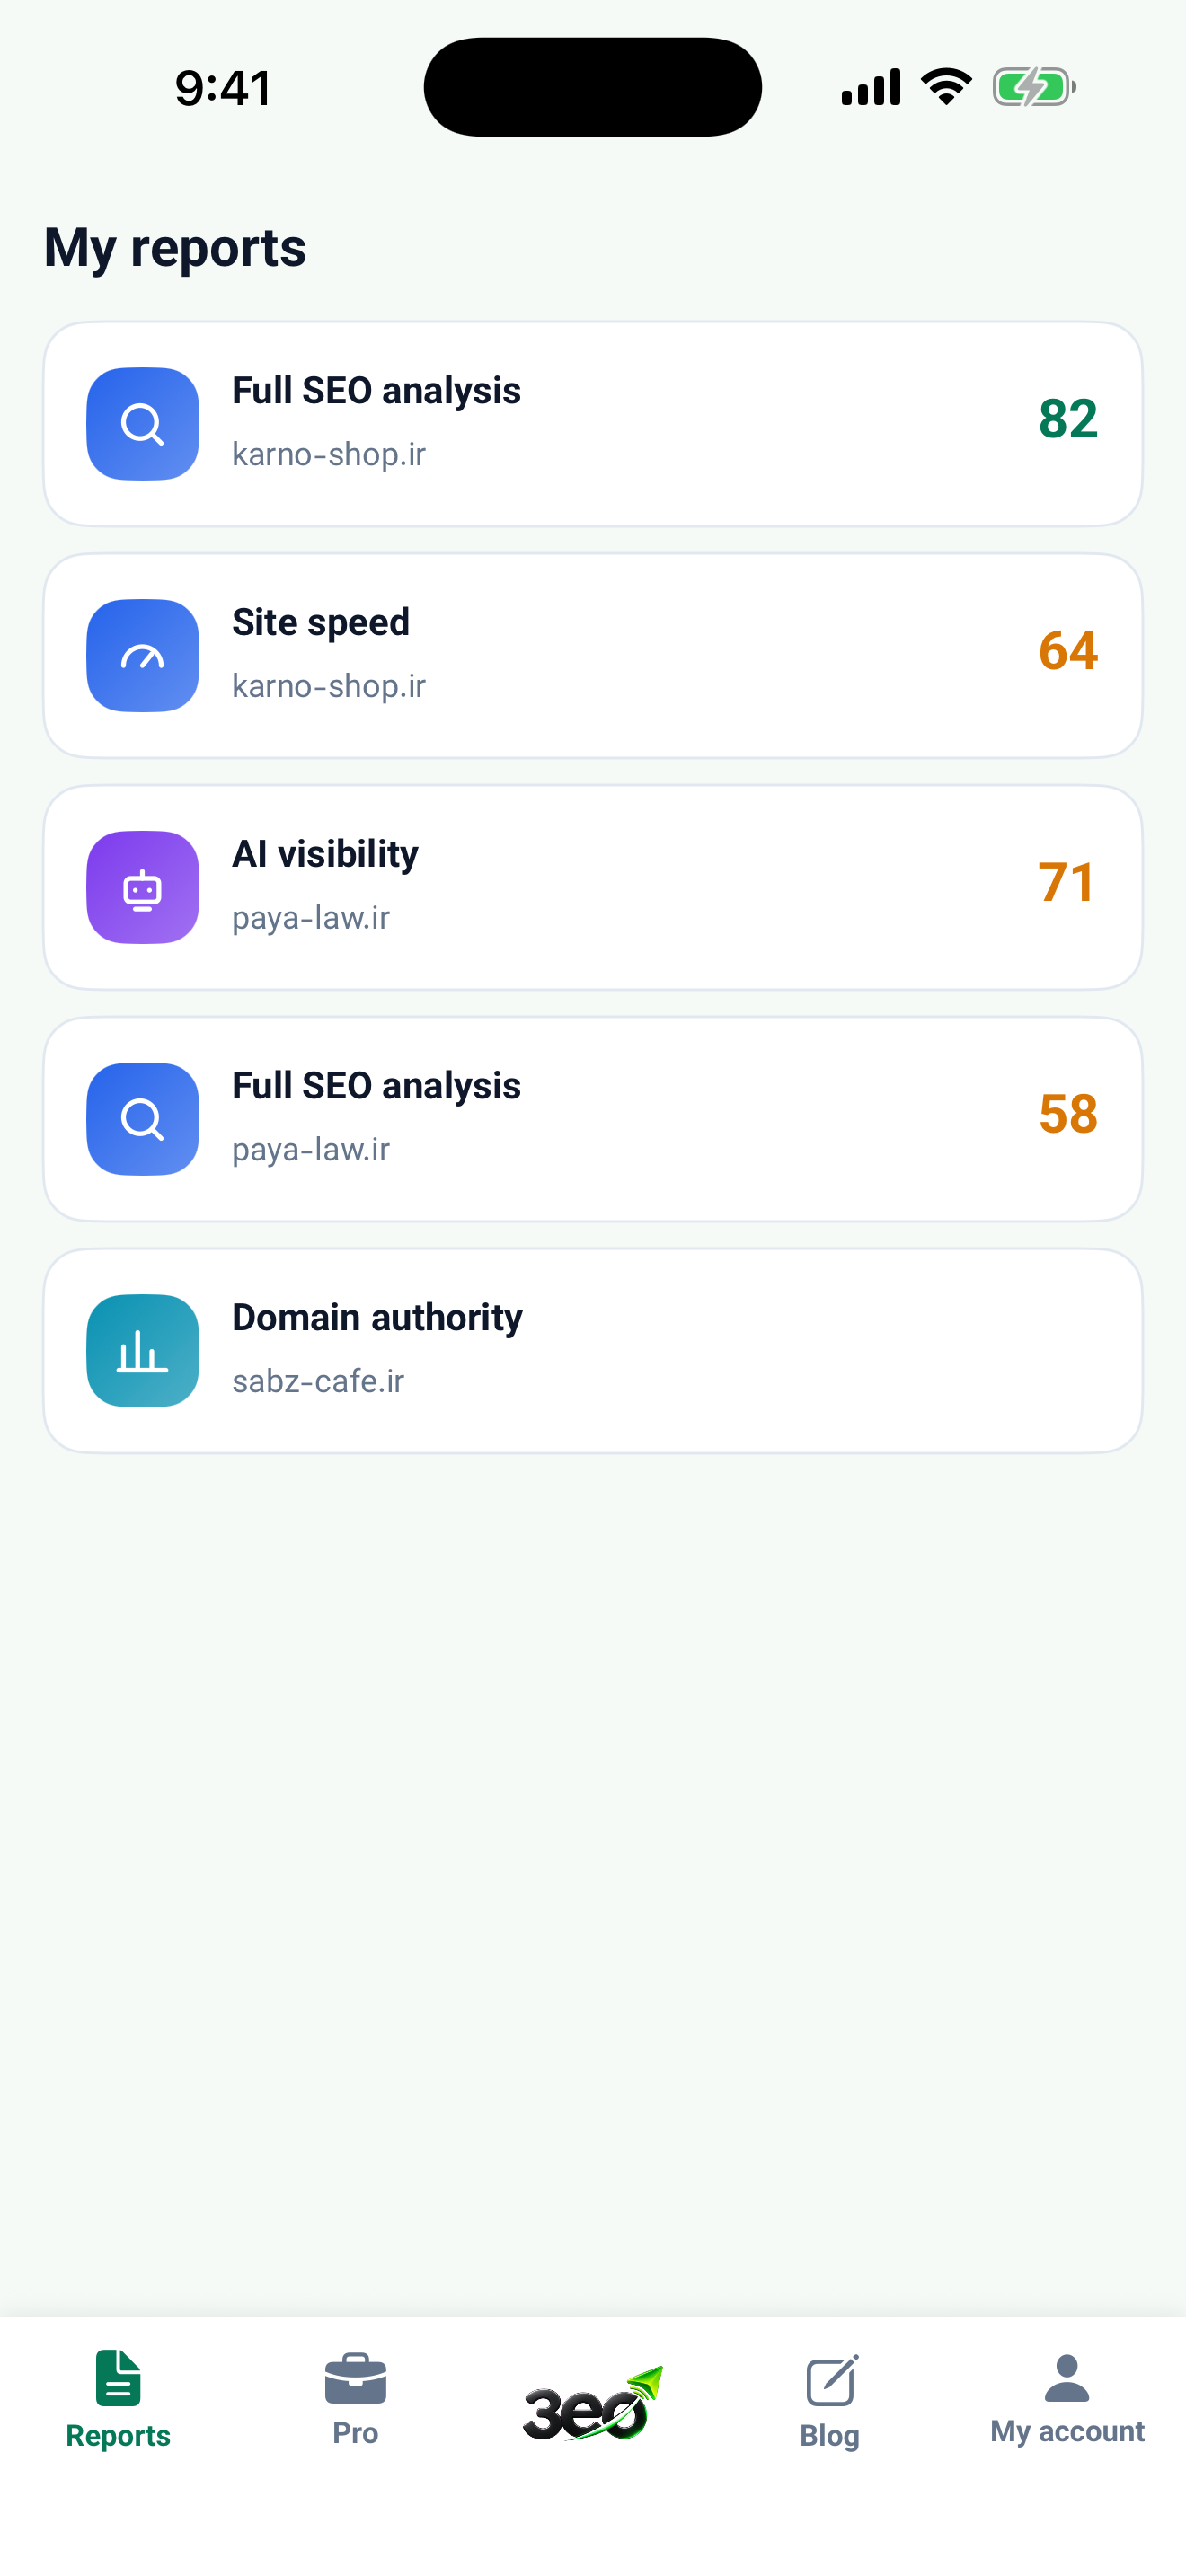 9:41
My reports
Full SEO analysis
karno-shop.ir
82
Site speed
karno-shop.ir
64
AI visibility
paya-law.ir
71
Full SEO analysis
paya-law.ir
58
Domain authority
sabz-cafe.ir
Reports
Pro
3eo
Blog
My account